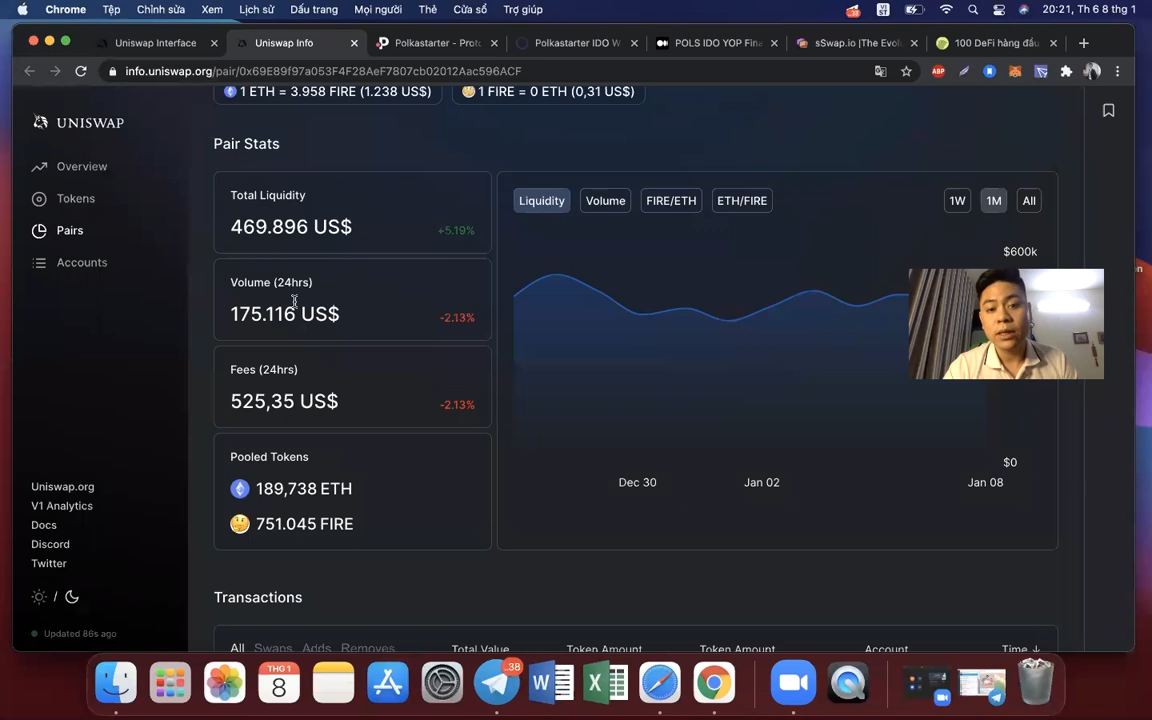 Chrome Tệp Chỉnh sửa Xem Lịch sử Dấu trang Mọi người Thẻ Cửa sổ Trợ giúp 38 VI ST 20:21, Th 6 8 thg 1
Uniswap Interface Uniswap Info Polkastarter - Proto Polkastarter IDO W POLS IDO YOP Fina sSwap.io |The Evol 100 DeFi hàng đầu
info.uniswap.org/pair/0x69E89f97a053F4F28AeF7807cb02012Aac596ACF ABP
1 ETH = 3.958 FIRE (1.238 US$) 1 FIRE = 0 ETH (0,31 US$)
UNISWAP
Overview
Tokens
Pairs
Accounts
Pair Stats
Total Liquidity
469.896 US$ +5.19%
Volume (24hrs)
175.116 US$ -2.13%
Fees (24hrs)
525,35 US$ -2.13%
Pooled Tokens
189,738 ETH
751.045 FIRE
Liquidity Volume FIRE/ETH ETH/FIRE 1W 1M All
$600k
$0
Dec 30 Jan 02 Jan 08
Uniswap.org
V1 Analytics
Docs
Discord
Twitter
/
Updated 86s ago
Transactions
All Swaps Adds Removes Total Value Token Amount Token Amount Account Time ↓
THG 1
8
.38
W
X